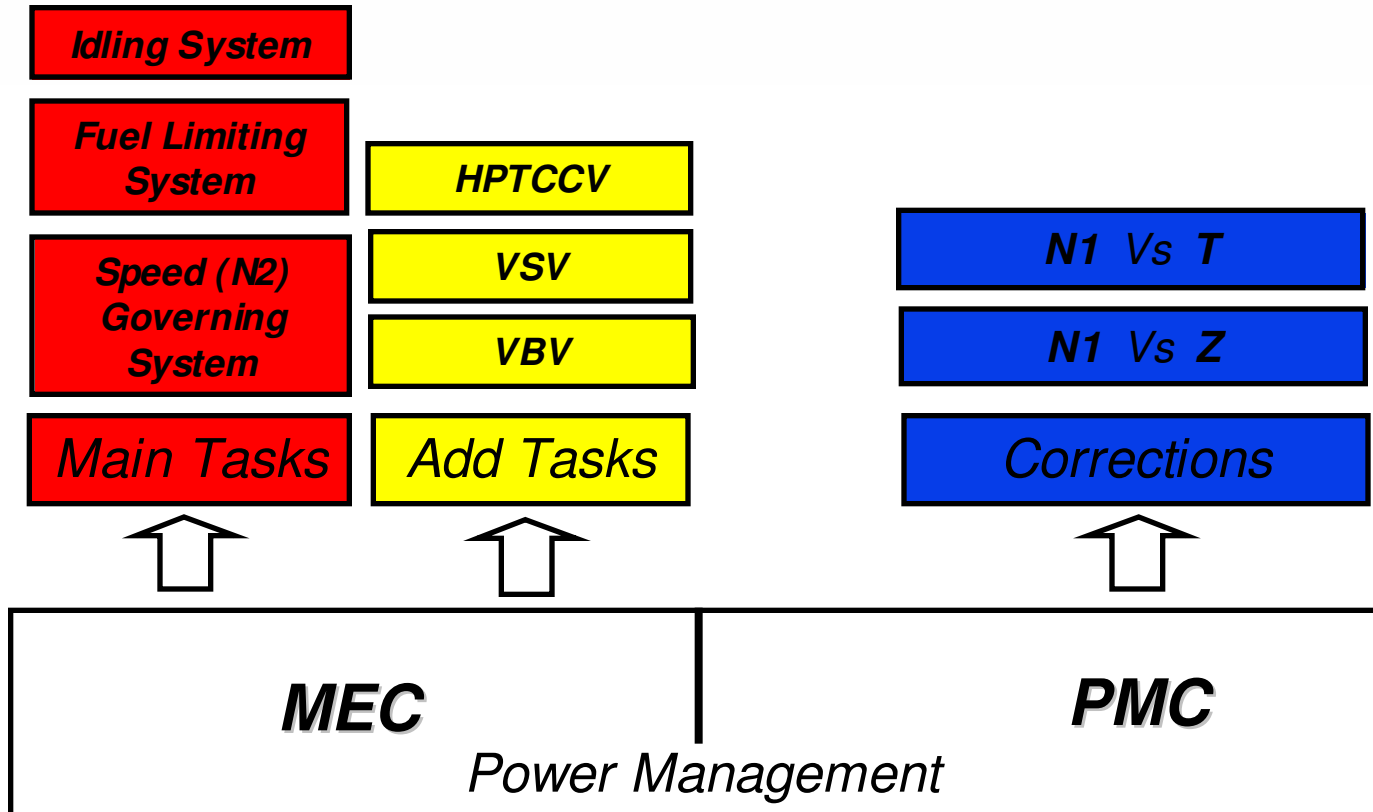 Idling System
Fuel Limiting
System
Speed (N2)
Governing
System
Main Tasks
HPTCCV
VSV
VBV
Add Tasks
N1 Vs T
N1 Vs Z
Corrections
MEC
PMC
Power Management